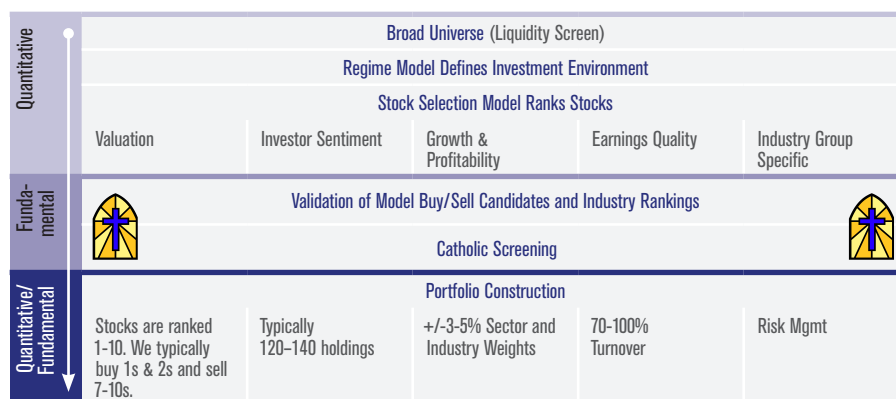 Quantitative
Broad Universe (Liquidity Screen)
Regime Model Defines Investment Environment
Stock Selection Model Ranks Stocks
Valuation
Investor Sentiment
Growth &
Profitability
Earnings Quality
Industry Group
Specific
Funda-
mental
Validation of Model Buy/Sell Candidates and Industry Rankings
Catholic Screening
Quantitative/
Fundamental
Portfolio Construction
Stocks are ranked
1-10. We typically
buy 1s & 2s and sell
7-10s.
Typically
120–140 holdings
+/-3-5% Sector and
Industry Weights
70-100%
Turnover
Risk Mgmt